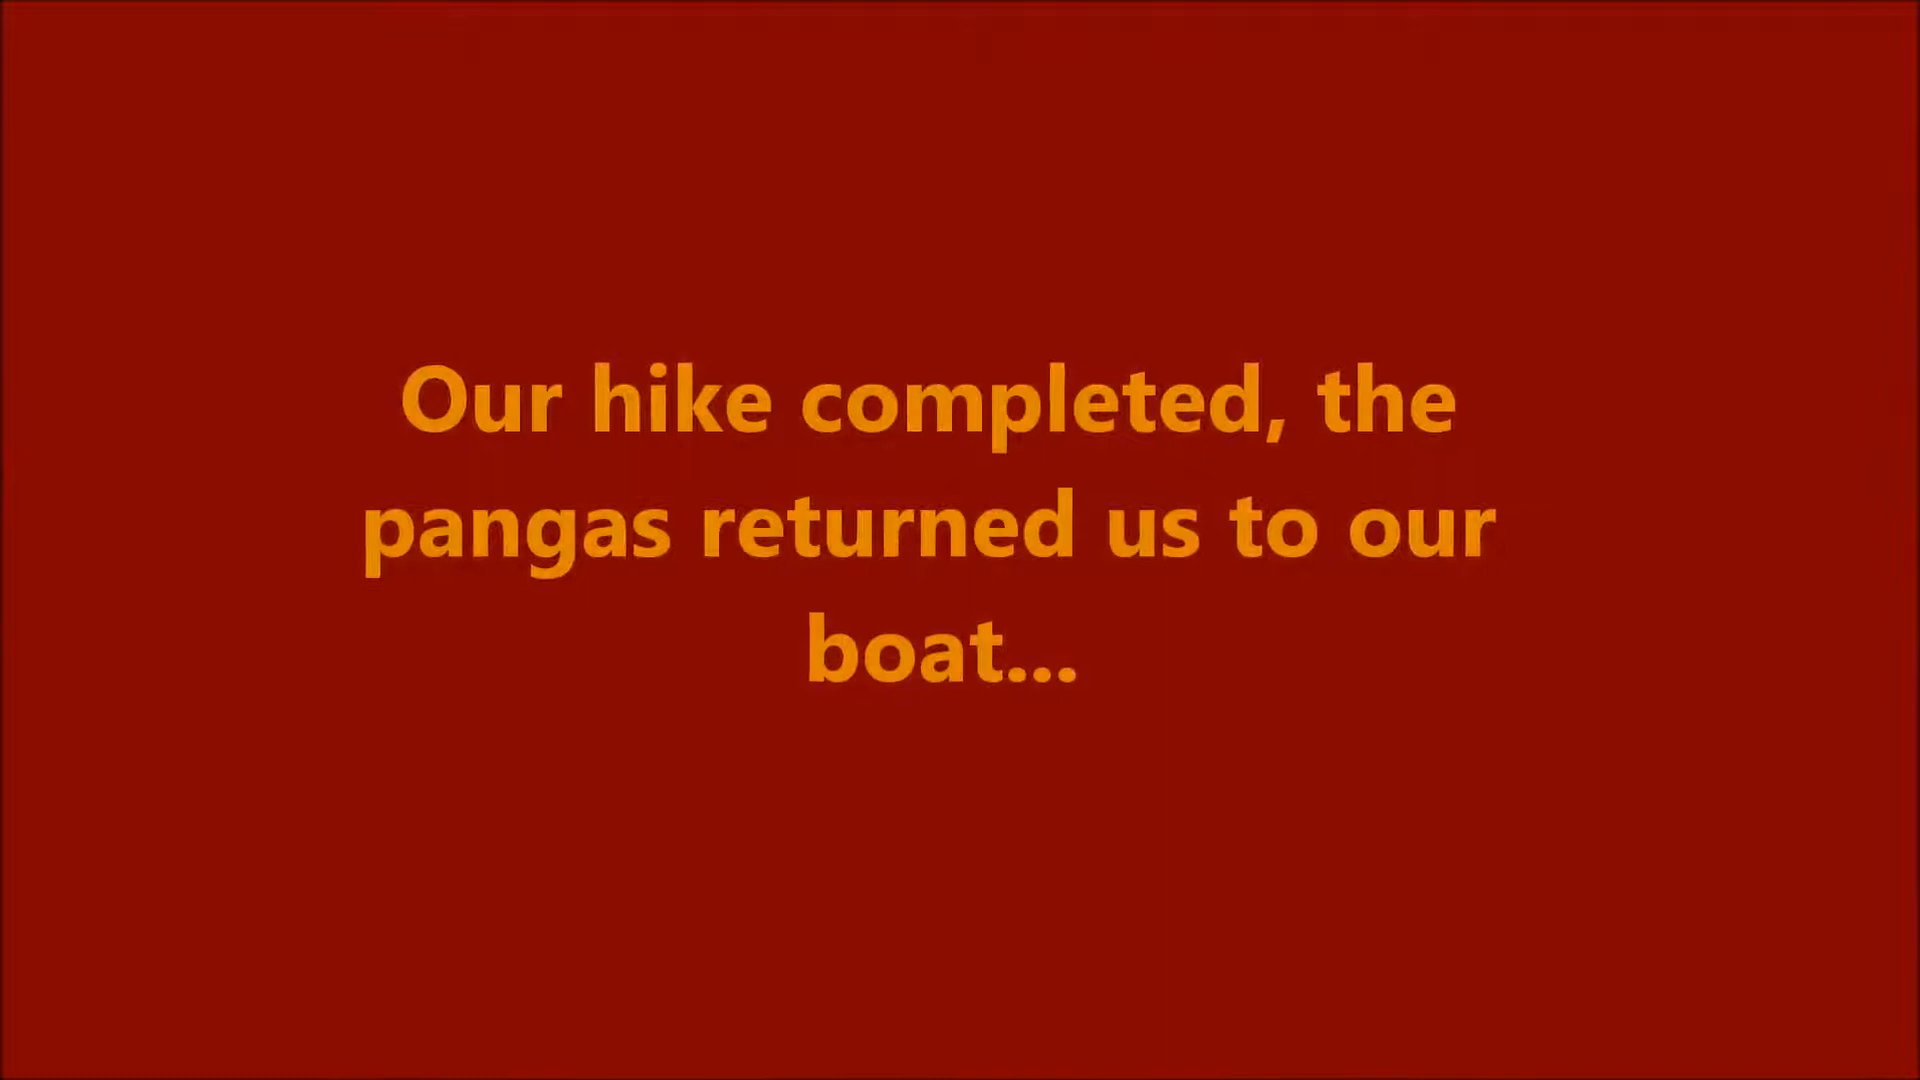 Our hike completed, the
pangas returned us to our
boat...